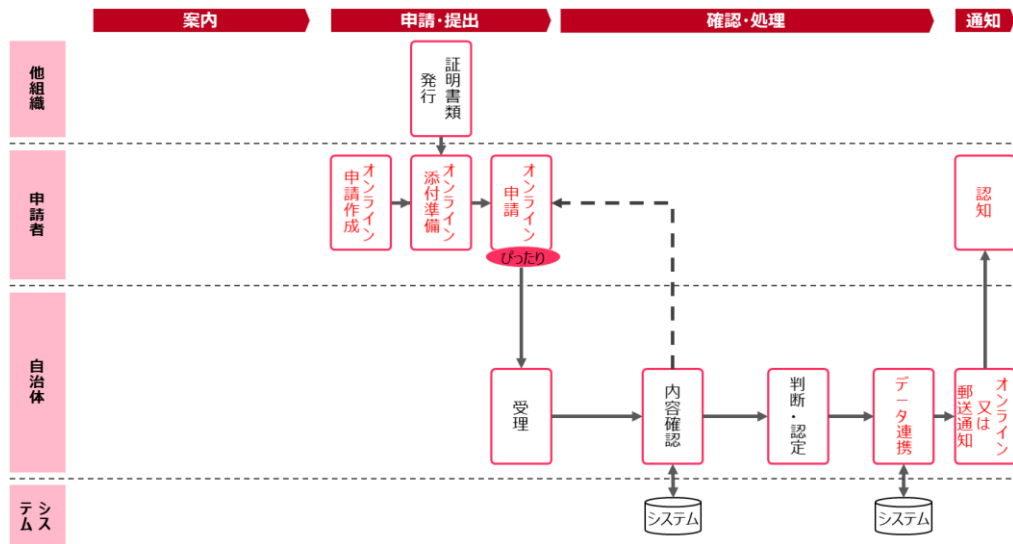 案内
申請・提出
確認・処理
通知
他組織
証明書類
発行
申請者
オンライン
申請作成
オンライン
添付準備
オンライン
申請
ぴったり
認知
自治体
受理
内容確認
判断・認定
データ連携
オンライン
又は
郵送通知
シス
テム
システム
システム